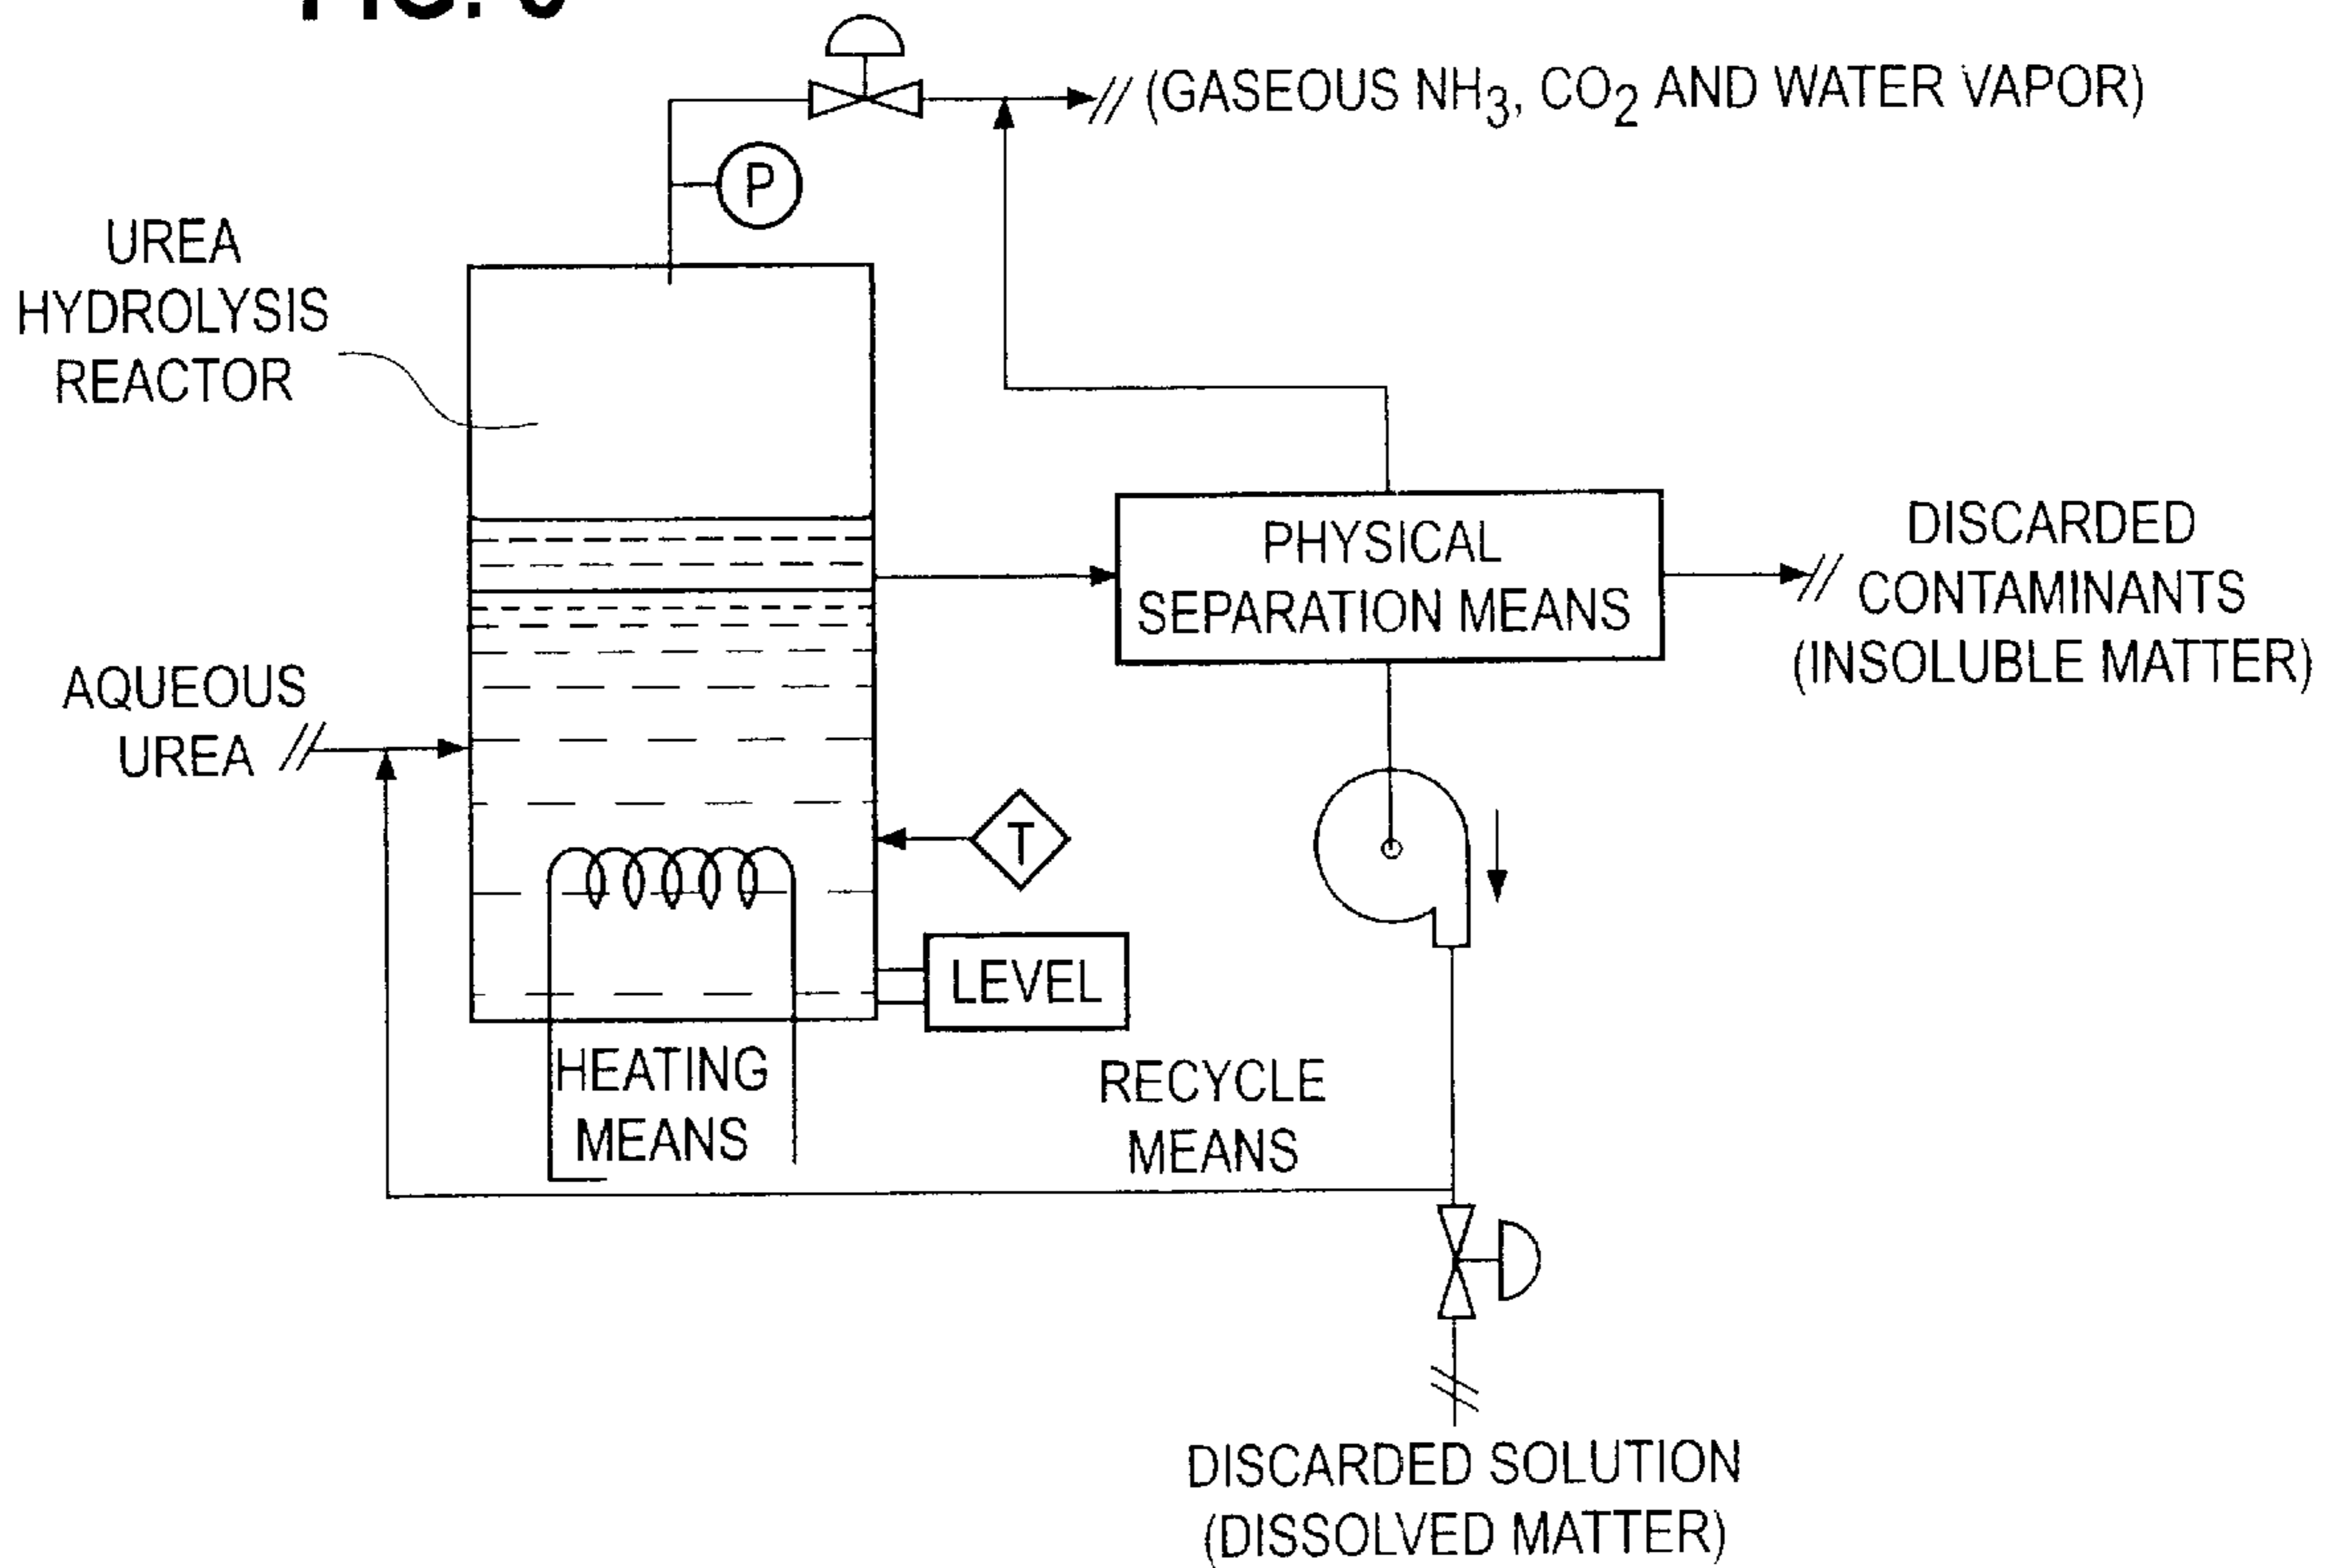 (GASEOUS NH3, CO2 AND WATER VAPOR)
P
UREA
HYDROLYSIS
REACTOR
PHYSICAL
SEPARATION MEANS
DISCARDED
CONTAMINANTS
(INSOLUBLE MATTER)
AQUEOUS
UREA
T
LEVEL
HEATING
MEANS
RECYCLE
MEANS
DISCARDED SOLUTION
(DISSOLVED MATTER)